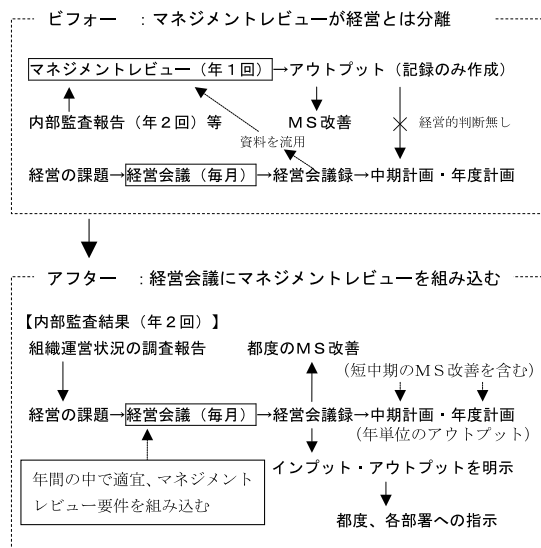 ビフォー　：マネジメントレビューが経営とは分離
マネジメントレビュー（年１回）→アウトプット（記録のみ作成）
内部監査報告（年２回）等　ＭＳ改善　経営的判断無し
資料を流用
経営の課題→経営会議（毎月）→経営会議録→中期計画・年度計画
アフター　：経営会議にマネジメントレビューを組み込む
【内部監査結果（年２回）】
組織運営状況の調査報告　都度のＭＳ改善
（短中期のＭＳ改善を含む）
経営の課題→経営会議（毎月）→経営会議録→中期計画・年度計画
（年単位のアウトプット）
年間の中で適宜、マネジメント
レビュー要件を組み込む
インプット・アウトプットを明示
都度、各部署への指示